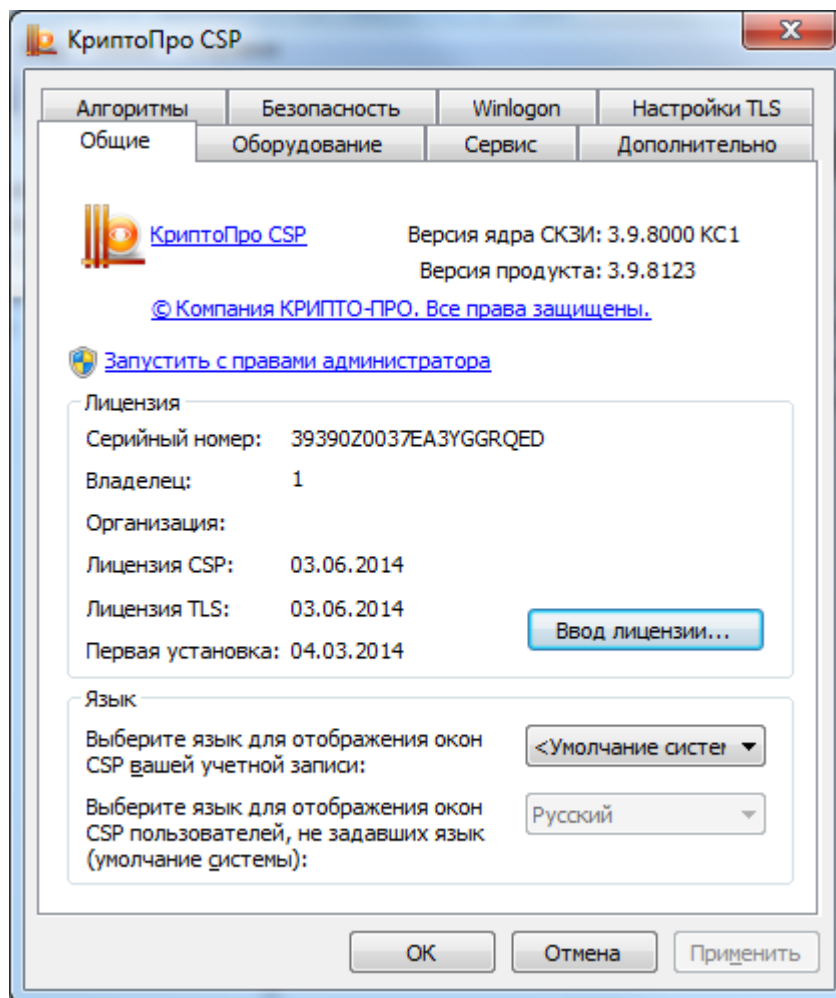 КриптоПро CSP
Алгоритмы Безопасность Winlogon Настройки TLS
Общие Оборудование Сервис Дополнительно
КриптоПро CSP Версия ядра СКЗИ: 3.9.8000 КС1
Версия продукта: 3.9.8123
© Компания КРИПТО-ПРО. Все права защищены.
Запустить с правами администратора
Лицензия
Серийный номер: 39390Z0037EA3YGGRQED
Владелец: 1
Организация:
Лицензия CSP: 03.06.2014
Лицензия TLS: 03.06.2014
Ввод лицензии...
Первая установка: 04.03.2014
Язык
Выберите язык для отображения окон
CSP вашей учетной записи:
<Умолчание систег
Выберите язык для отображения окон
CSP пользователей, не задавших язык
(умолчание системы):
Русский
ОК Отмена Применить